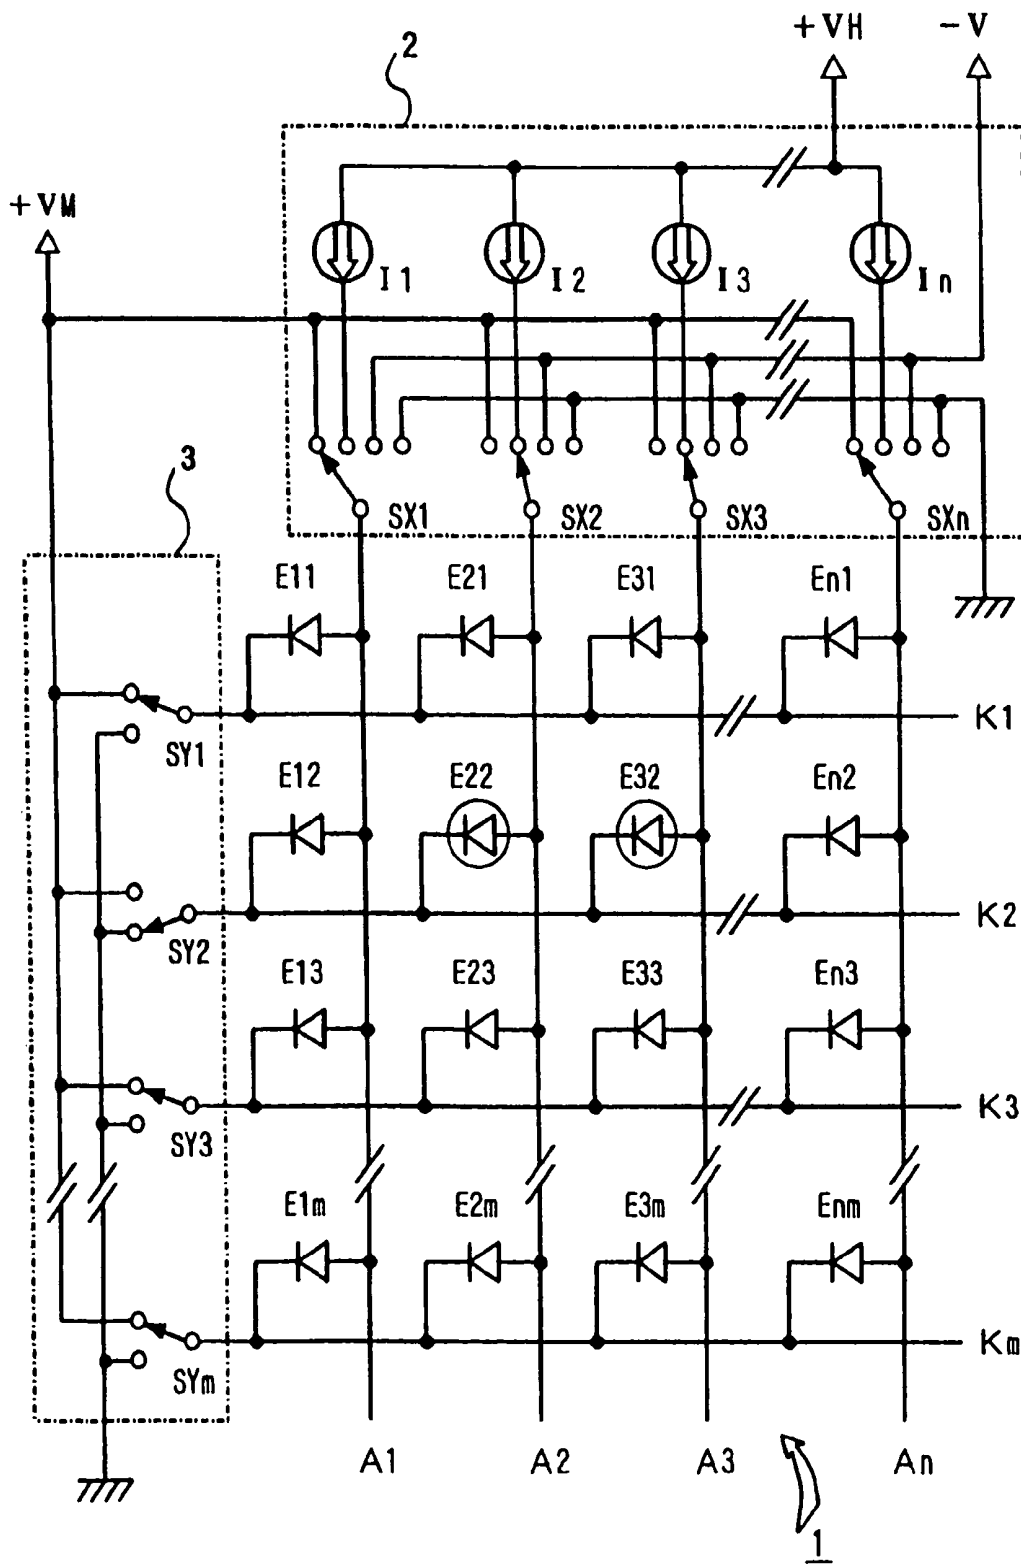 +VH -V
2
+VM
I1 I2 I3 In
3
SX1 SX2 SX3 SXn
E11 E21 E31 En1
K1
SY1
E12 E22 E32 En2
K2
SY2
E13 E23 E33 En3
K3
SY3
E1m E2m E3m Enm
Km
SYm
A1 A2 A3 An
1